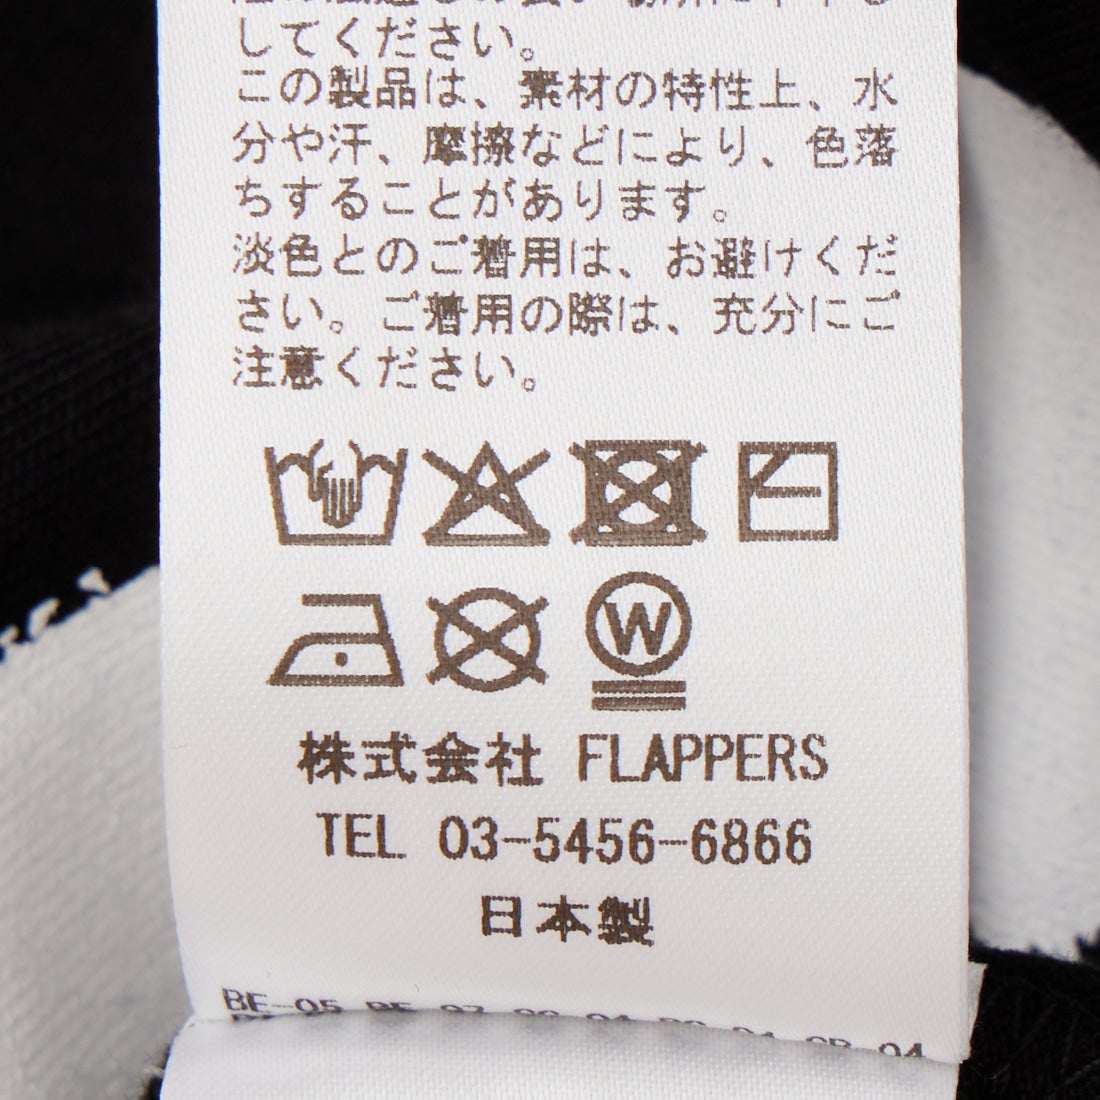 してください。
この製品は、素材の特性上、水
分や汗、摩擦などにより、色落
ちすることがあります。
淡色とのご着用は、お避けくだ
さい。ご着用の際は、充分にご
注意ください。
W
株式会社 FLAPPERS
TEL 03-5456-6866
日本製
BE-05